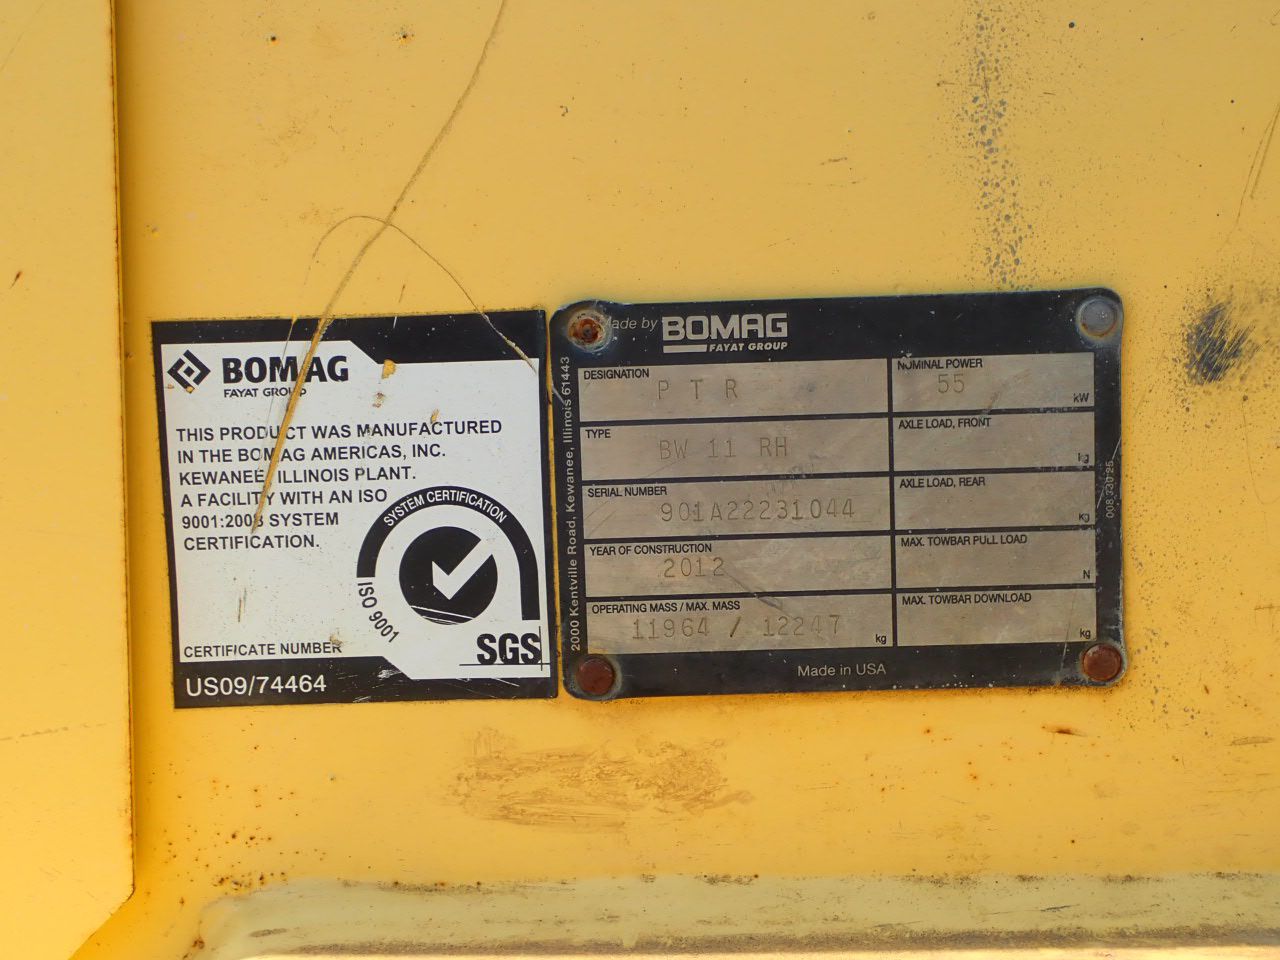 BOMAG
FAYAT GROUP
THIS PRODUCT WAS MANUFACTURED
IN THE BOMAG AMERICAS, INC.
KEWANEE, ILLINOIS PLANT.
A FACILITY WITH AN ISO
9001:2008 SYSTEM
CERTIFICATION.
SYSTEM CERTIFICATION
ISO 9001
SGS
CERTIFICATE NUMBER
US09/74464
Made by BOMAG
FAYAT GROUP
2000 Kentville Road, Kewanee, Illinois 61443
DESIGNATION
P T R
NOMINAL POWER
55 kW
TYPE
BW 11 RH
AXLE LOAD, FRONT
kg
SERIAL NUMBER
901A22231044
AXLE LOAD, REAR
kg
YEAR OF CONSTRUCTION
2012
MAX. TOWBAR PULL LOAD
N
OPERATING MASS / MAX. MASS
11964 / 12247 kg
MAX. TOWBAR DOWNLOAD
kg
Made in USA